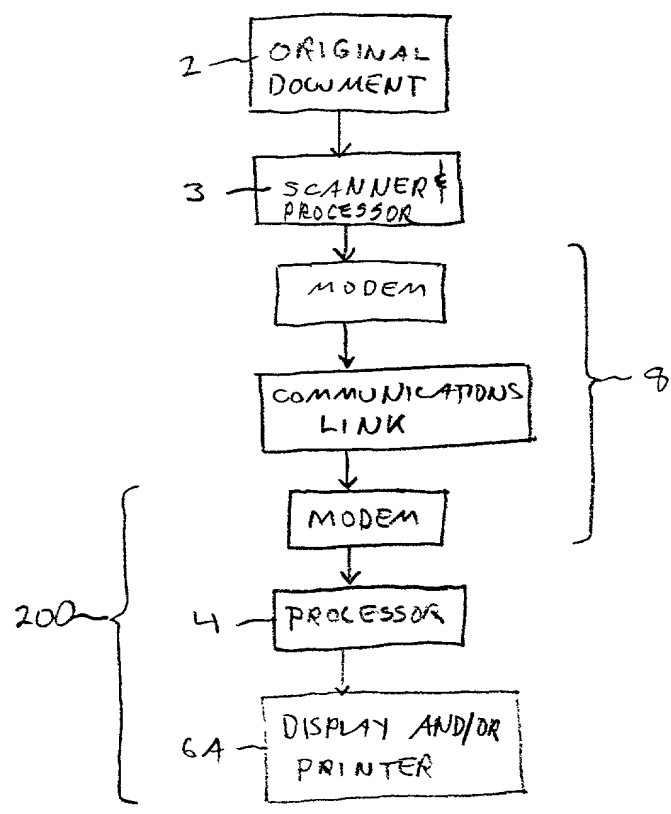 2
ORIGINAL
DOCUMENT
3
SCANNER &
PROCESSOR
MODEM
8
COMMUNICATIONS
LINK
MODEM
200
4
PROCESSOR
6A
DISPLAY AND/OR
PRINTER